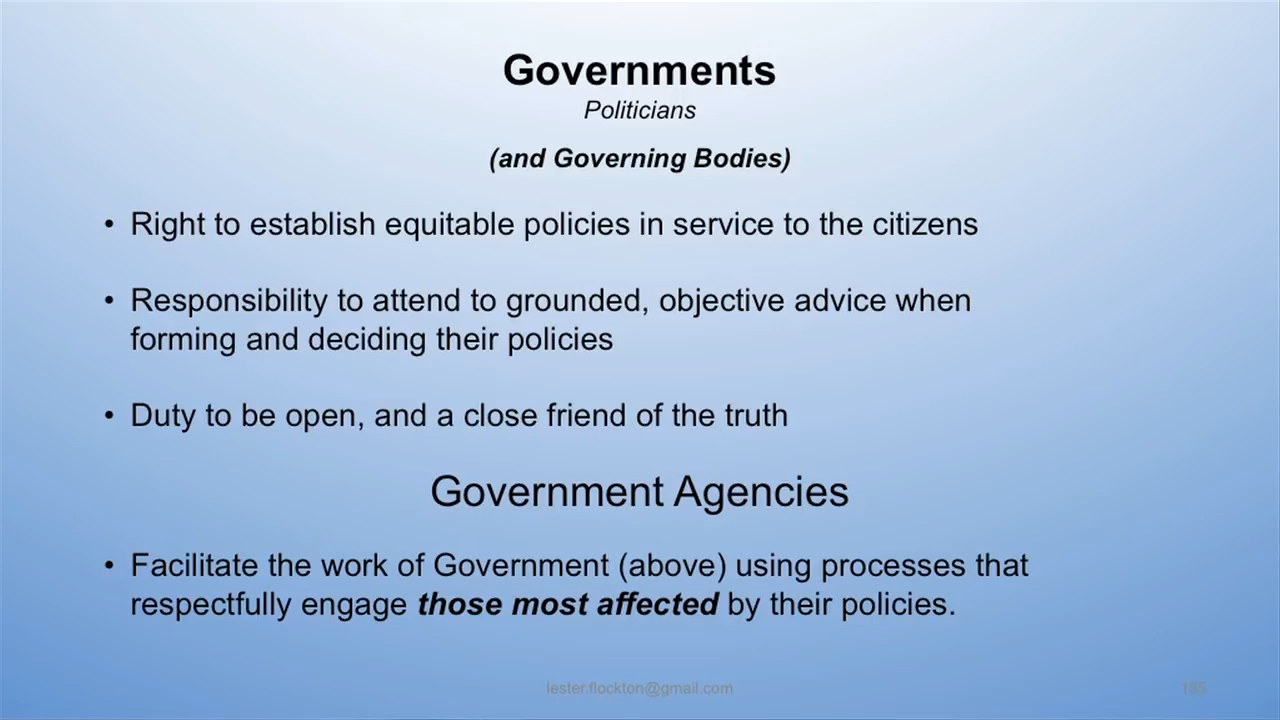 Governments
Politicians
(and Governing Bodies)
• Right to establish equitable policies in service to the citizens
• Responsibility to attend to grounded, objective advice when
forming and deciding their policies
• Duty to be open, and a close friend of the truth
Government Agencies
• Facilitate the work of Government (above) using processes that
respectfully engage those most affected by their policies.
lester.flockton@gmail.com
135